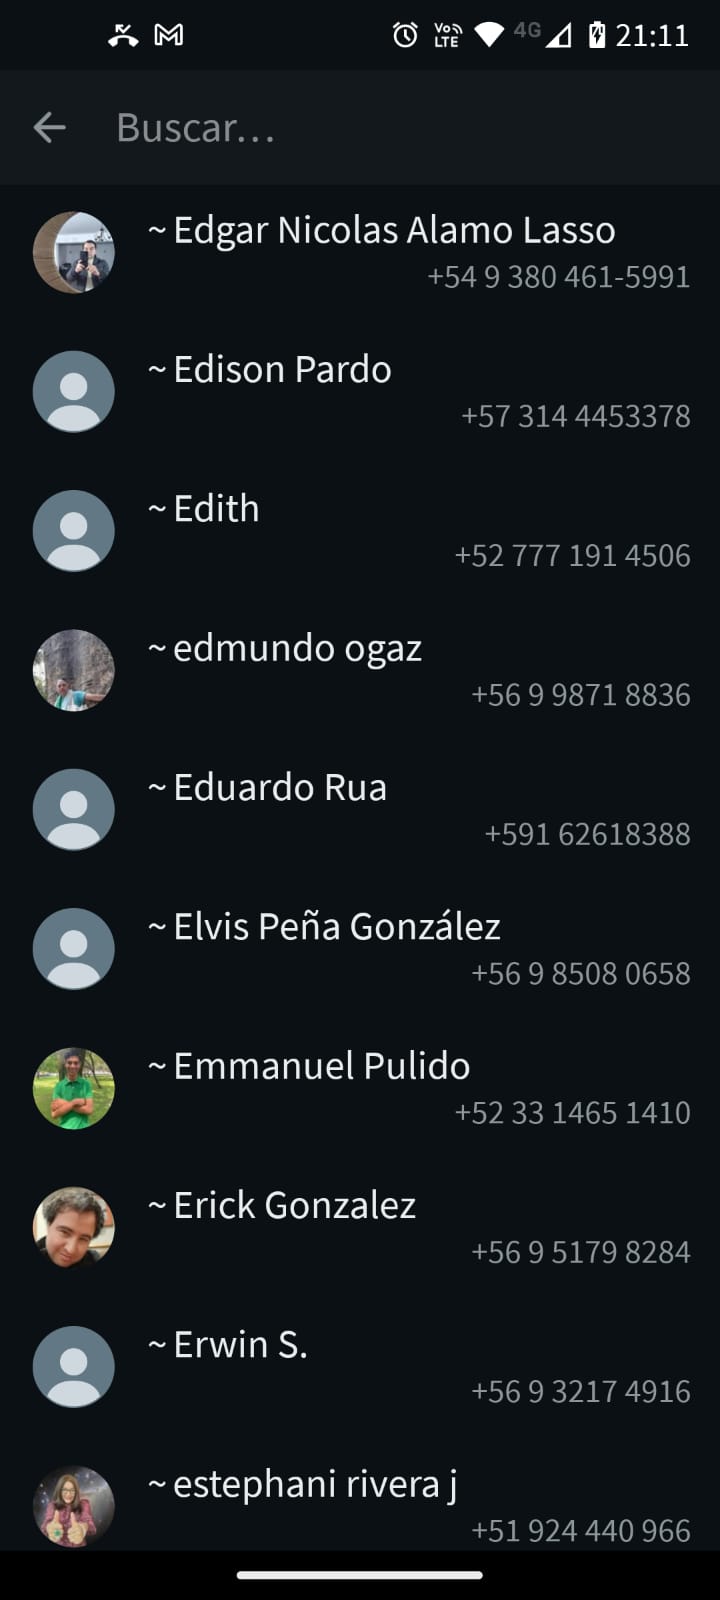 4G 21:11
Buscar...
~ Edgar Nicolas Alamo Lasso
+54 9 380 461-5991
~ Edison Pardo
+57 314 4453378
~ Edith
+52 777 191 4506
~ edmundo ogaz
+56 9 9871 8836
~ Eduardo Rua
+591 62618388
~ Elvis Peña González
+56 9 8508 0658
~ Emmanuel Pulido
+52 33 1465 1410
~ Erick Gonzalez
+56 9 5179 8284
~ Erwin S.
+56 9 3217 4916
~ estephani rivera j
+51 924 440 966